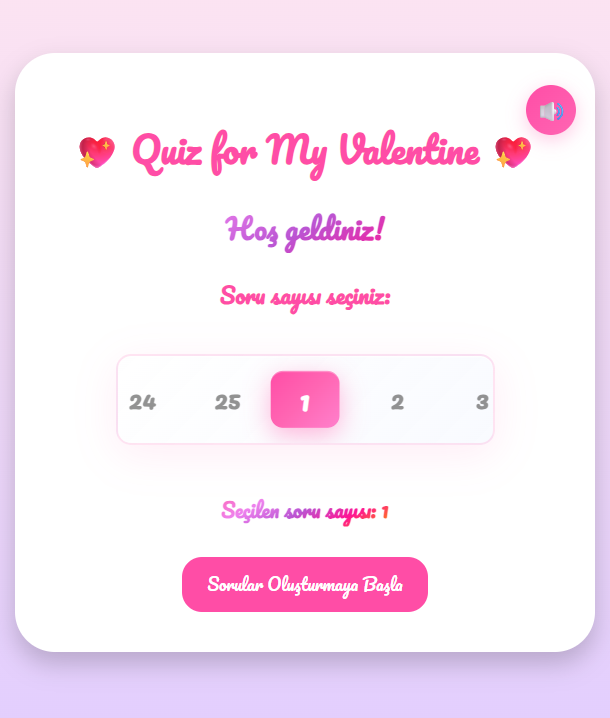 💖 Quiz for My Valentine 💖
Hoş geldiniz!
Soru sayısı seçiniz:
24 25 1 2 3
Seçilen soru sayısı: 1
Sorular Oluşturmaya Başla